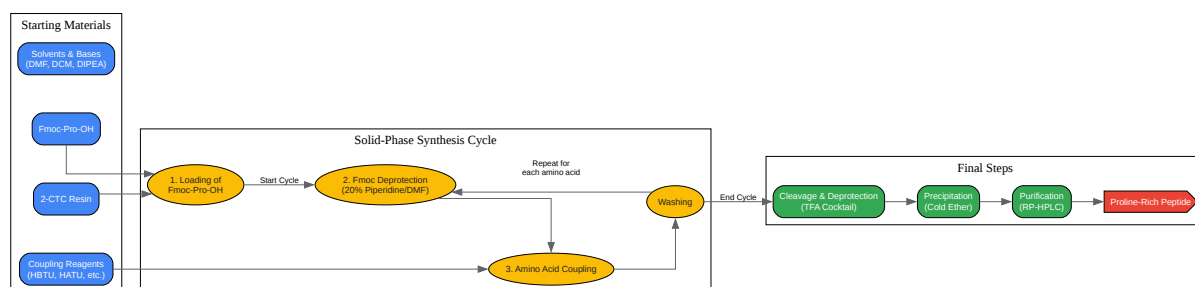 Starting Materials
Solvents & Bases
(DMF, DCM, DIPEA)
Fmoc-Pro-OH
2-CTC Resin
Coupling Reagents
(HBTU, HATU, etc.)
Solid-Phase Synthesis Cycle
1. Loading of
Fmoc-Pro-OH
Start Cycle
2. Fmoc Deprotection
(20% Piperidine/DMF)
Repeat for
each amino acid
3. Amino Acid Coupling
Washing
End Cycle
Final Steps
Cleavage & Deprotection
(TFA Cocktail)
Precipitation
(Cold Ether)
Purification
(RP-HPLC)
Proline-Rich Peptide